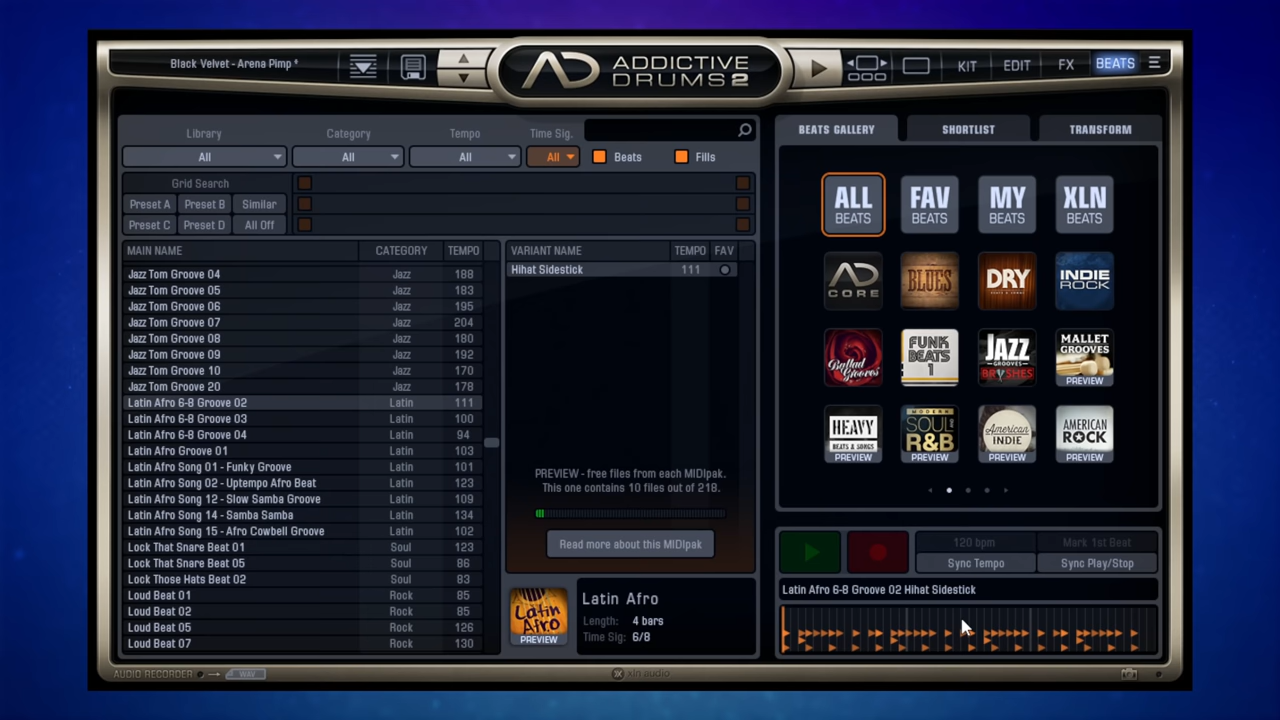 Black Velvet - Arena Pimp *
ADDICTIVE
DRUMS 2
KIT
EDIT
FX
BEATS
Library
Category
Tempo
Time Sig.
All
All
All
All
Beats
Fills
Grid Search
Preset A
Preset B
Similar
Preset C
Preset D
All Off
MAIN NAME CATEGORY TEMPO
Jazz Tom Groove 04 Jazz 188
Jazz Tom Groove 05 Jazz 183
Jazz Tom Groove 06 Jazz 195
Jazz Tom Groove 07 Jazz 204
Jazz Tom Groove 08 Jazz 180
Jazz Tom Groove 09 Jazz 192
Jazz Tom Groove 10 Jazz 170
Jazz Tom Groove 20 Jazz 178
Latin Afro 6-8 Groove 02 Latin 111
Latin Afro 6-8 Groove 03 Latin 100
Latin Afro 6-8 Groove 04 Latin 94
Latin Afro Groove 01 Latin 103
Latin Afro Song 01 - Funky Groove Latin 101
Latin Afro Song 02 - Uptempo Afro Beat Latin 123
Latin Afro Song 12 - Slow Samba Groove Latin 109
Latin Afro Song 14 - Samba Samba Latin 134
Latin Afro Song 15 - Afro Cowbell Groove Latin 102
Lock That Snare Beat 01 Soul 123
Lock That Snare Beat 05 Soul 86
Lock Those Hats Beat 02 Soul 83
Loud Beat 01 Rock 85
Loud Beat 02 Rock 85
Loud Beat 05 Rock 126
Loud Beat 07 Rock 130
VARIANT NAME TEMPO FAV
Hihat Sidestick 111
PREVIEW - free files from each MIDIpak.
This one contains 10 files out of 218.
Read more about this MIDIpak
Latin
Afro
PREVIEW
Latin Afro
Length: 4 bars
Time Sig: 6/8
BEATS GALLERY
SHORTLIST
TRANSFORM
ALL
BEATS
FAV
BEATS
MY
BEATS
XLN
BEATS
AD
CORE
BLUES
DRY
BEATS & SONGS
INDIE
ROCK
Ballad
Grooves
FUNK
BEATS
1
JAZZ
GROOVES
BRUSHES
MALLET
GROOVES
PREVIEW
HEAVY
BEATS & SONGS
PREVIEW
MODERN
SOUL
R&B
PREVIEW
American
INDIE
PREVIEW
AMERICAN
ROCK
PREVIEW
120 bpm
Mark 1st Beat
Sync Tempo
Sync Play/Stop
Latin Afro 6-8 Groove 02 Hihat Sidestick
AUDIO RECORDER
WAV
xln audio